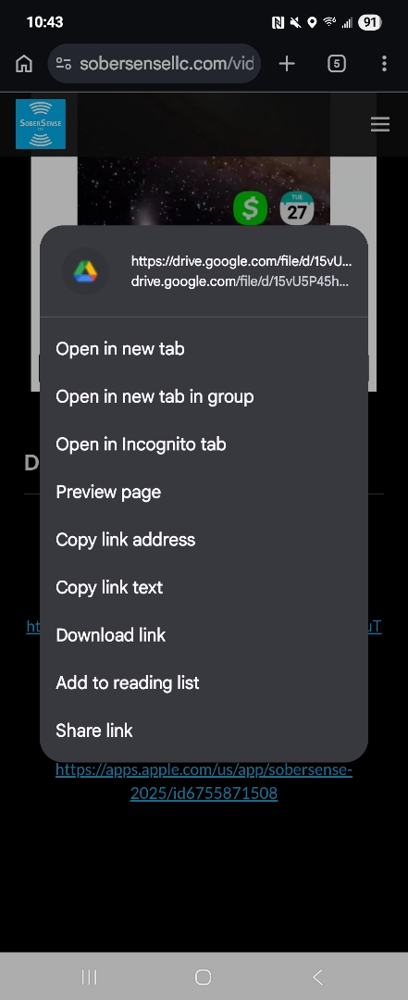 10:43
91
sobersensellc.com/vid
5
SOBERSENSE
TUE
$
27
https://drive.google.com/file/d/15vU...
drive.google.com/file/d/15vU5P45h...
Open in new tab
Open in new tab in group
Open in Incognito tab
Preview page
D
Copy link address
Copy link text
ht
uT
Download link
Add to reading list
Share link
https://apps.apple.com/us/app/sobersense-
2025/id6755871508